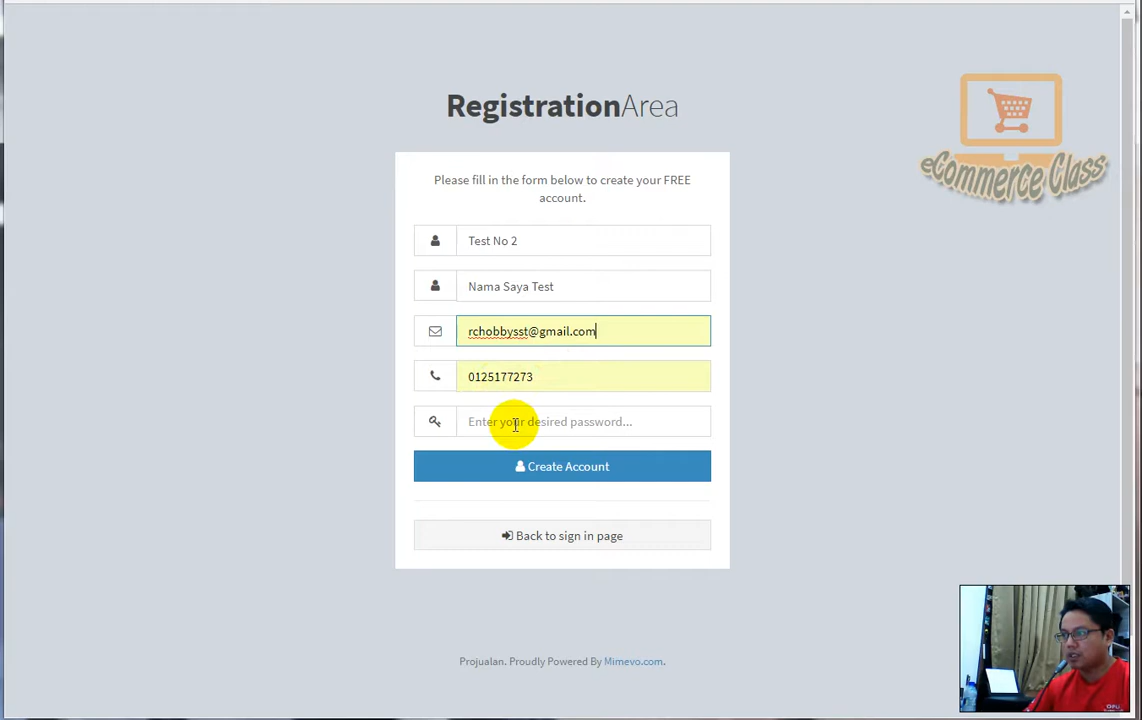 RegistrationArea
eCommerce Class
Please fill in the form below to create your FREE
account.
Test No 2
Nama Saya Test
rchobbysst@gmail.com
0125177273
Enter your desired password...
Create Account
Back to sign in page
Projualan. Proudly Powered By Mimevo.com.